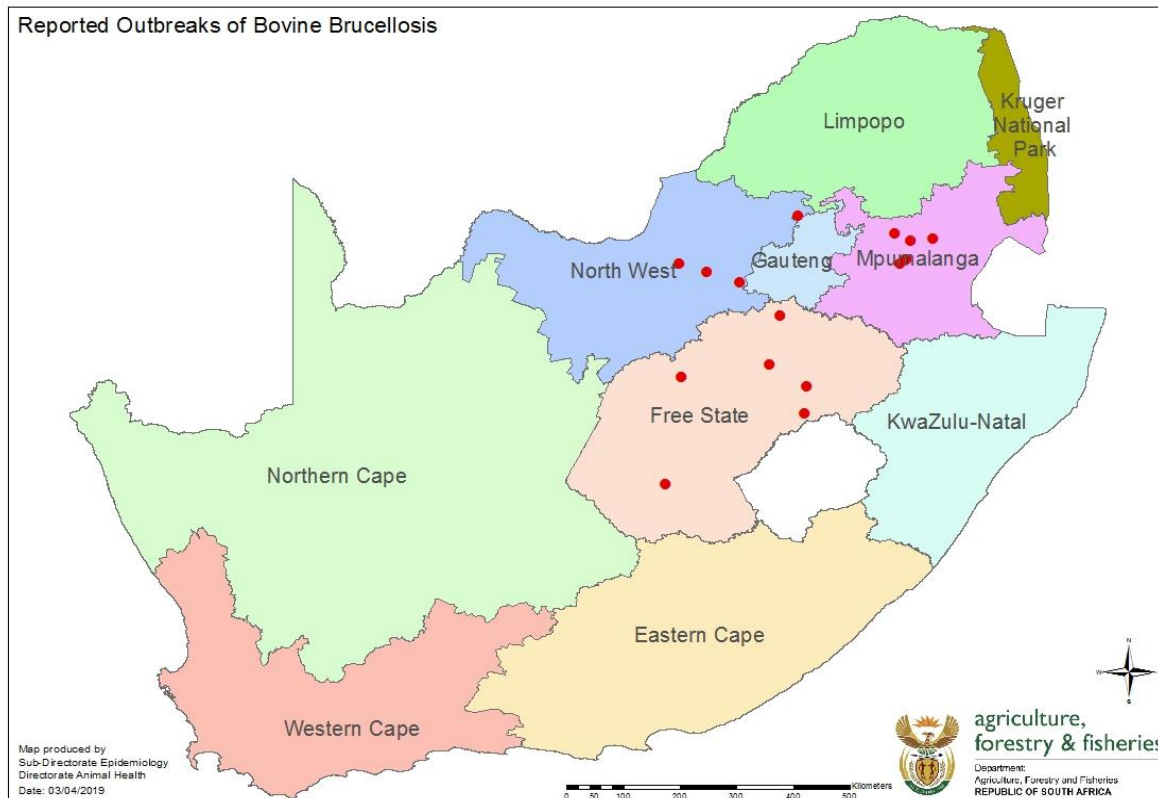 Reported Outbreaks of Bovine Brucellosis
Limpopo
Kruger
National
Park
North West
Gauteng
Mpumalanga
Free State
KwaZulu-Natal
Northern Cape
Eastern Cape
Western Cape
N
W
S
Map produced by
Sub-Directorate Epidemiology
Directorate Animal Health
Date: 03/04/2019
Kilometers
0 50 100 200 300 400 500
agriculture,
forestry & fisheries
Department:
Agriculture, Forestry and Fisheries
REPUBLIC OF SOUTH AFRICA